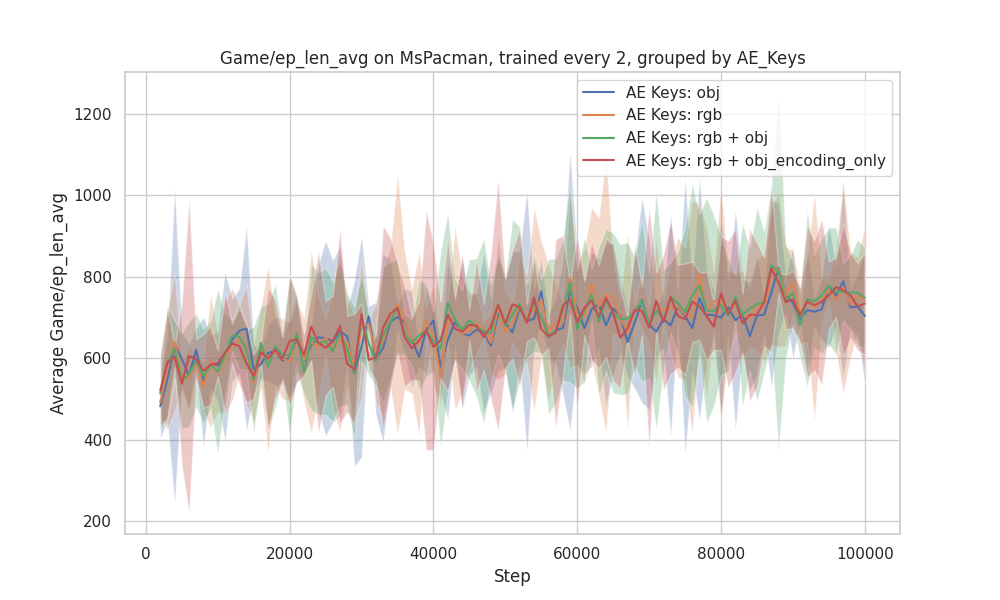 Game/ep_len_avg on MsPacman, trained every 2, grouped by AE_Keys
AE Keys: obj
AE Keys: rgb
AE Keys: rgb + obj
AE Keys: rgb + obj_encoding_only
Average Game/ep_len_avg
1200
1000
800
600
400
200
0
20000
40000
60000
80000
100000
Step